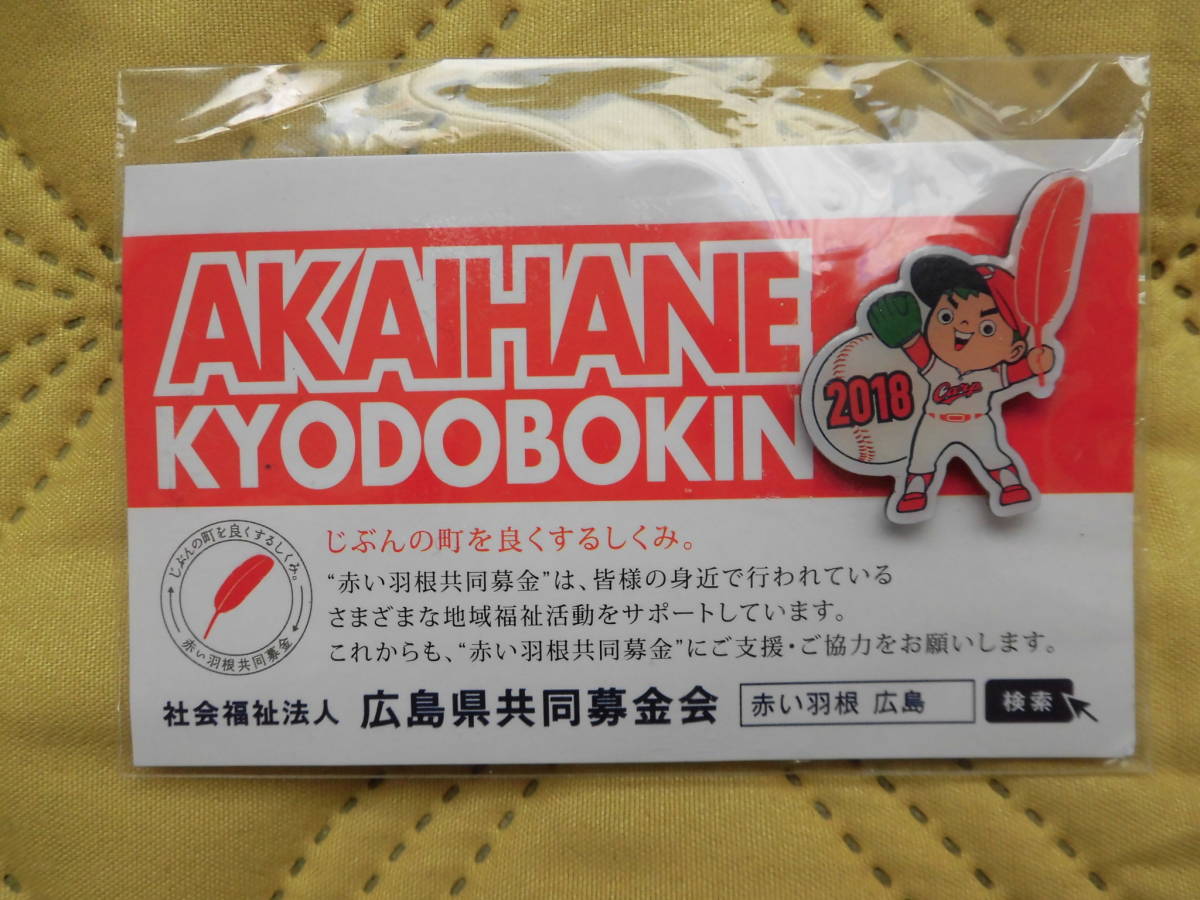 AKAIHANE
KYODOBOKIN
2018
Carp
じぶんの町を良くするしくみ。
赤い羽根共同募金
じぶんの町を良くするしくみ。
“赤い羽根共同募金”は、皆様の身近で行われている
さまざまな地域福祉活動をサポートしています。
これからも、“赤い羽根共同募金”にご支援・ご協力をお願いします。
社会福祉法人 広島県共同募金会 赤い羽根 広島 検索